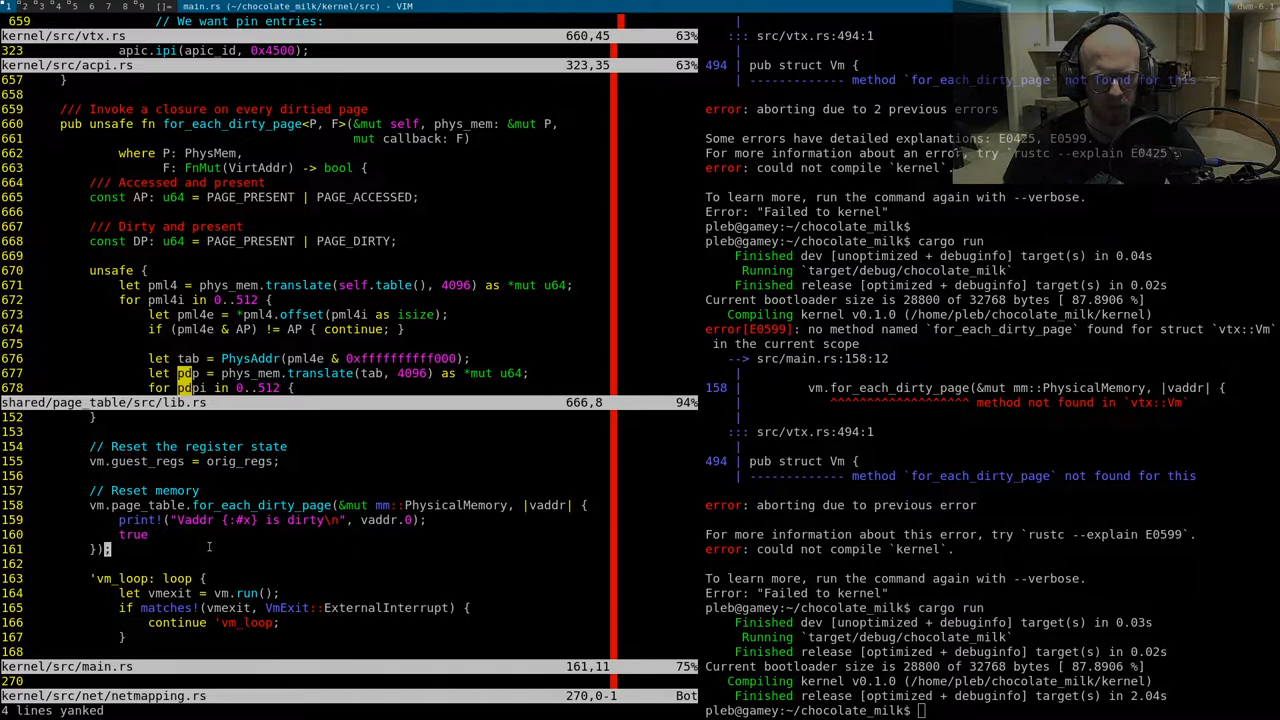 1 2 3 4 5 6 7 8 9 []= main.rs (~/chocolate_milk/kernel/src) - VIM
dwm-6.1
659 // We want pin entries:
kernel/src/vtx.rs 660,45 63%
323 apic.ipi(apic_id, 0x4500);
kernel/src/acpi.rs 323,35 63%
657 }
658
659 /// Invoke a closure on every dirtied page
660 pub unsafe fn for_each_dirty_page<P, F>(&mut self, phys_mem: &mut P,
661 mut callback: F)
662 where P: PhysMem,
663 F: FnMut(VirtAddr) -> bool {
664 /// Accessed and present
665 const AP: u64 = PAGE_PRESENT | PAGE_ACCESSED;
666
667 /// Dirty and present
668 const DP: u64 = PAGE_PRESENT | PAGE_DIRTY;
669
670 unsafe {
671 let pml4 = phys_mem.translate(self.table(), 4096) as *mut u64;
672 for pml4i in 0..512 {
673 let pml4e = *pml4.offset(pml4i as isize);
674 if (pml4e & AP) != AP { continue; }
675
676 let tab = PhysAddr(pml4e & 0xffffffffff000);
677 let pdp = phys_mem.translate(tab, 4096) as *mut u64;
678 for pdpi in 0..512 {
shared/page_table/src/lib.rs 666,8 94%
152 }
153
154 // Reset the register state
155 vm.guest_regs = orig_regs;
156
157 // Reset memory
158 vm.page_table.for_each_dirty_page(&mut mm::PhysicalMemory, |vaddr| {
159 print!("Vaddr {:#x} is dirty\n", vaddr.0);
160 true
161 });
162
163 'vm_loop: loop {
164 let vmexit = vm.run();
165 if matches!(vmexit, VmExit::ExternalInterrupt) {
166 continue 'vm_loop;
167 }
168
kernel/src/main.rs 161,11 75%
270
kernel/src/net/netmapping.rs 270,0-1 Bot
4 lines yanked
|
::: src/vtx.rs:494:1
|
494 | pub struct Vm {
| ------------- method `for_each_dirty_page` not found for this
error: aborting due to 2 previous errors
Some errors have detailed explanations: E0425, E0599.
For more information about an error, try `rustc --explain E0425`.
error: could not compile `kernel`.
To learn more, run the command again with --verbose.
Error: "Failed to kernel"
pleb@gamey:~/chocolate_milk$
pleb@gamey:~/chocolate_milk$ cargo run
Finished dev [unoptimized + debuginfo] target(s) in 0.04s
Running `target/debug/chocolate_milk`
Finished release [optimized + debuginfo] target(s) in 0.02s
Current bootloader size is 28800 of 32768 bytes [ 87.8906 %]
Compiling kernel v0.1.0 (/home/pleb/chocolate_milk/kernel)
error[E0599]: no method named `for_each_dirty_page` found for struct `vtx::Vm`
in the current scope
--> src/main.rs:158:12
|
158 | vm.for_each_dirty_page(&mut mm::PhysicalMemory, |vaddr| {
| ^^^^^^^^^^^^^^^^^^^ method not found in `vtx::Vm`
|
::: src/vtx.rs:494:1
|
494 | pub struct Vm {
| ------------- method `for_each_dirty_page` not found for this
error: aborting due to previous error
For more information about this error, try `rustc --explain E0599`.
error: could not compile `kernel`.
To learn more, run the command again with --verbose.
Error: "Failed to kernel"
pleb@gamey:~/chocolate_milk$ cargo run
Finished dev [unoptimized + debuginfo] target(s) in 0.03s
Running `target/debug/chocolate_milk`
Finished release [optimized + debuginfo] target(s) in 0.02s
Current bootloader size is 28800 of 32768 bytes [ 87.8906 %]
Compiling kernel v0.1.0 (/home/pleb/chocolate_milk/kernel)
Finished release [optimized + debuginfo] target(s) in 2.04s
pleb@gamey:~/chocolate_milk$